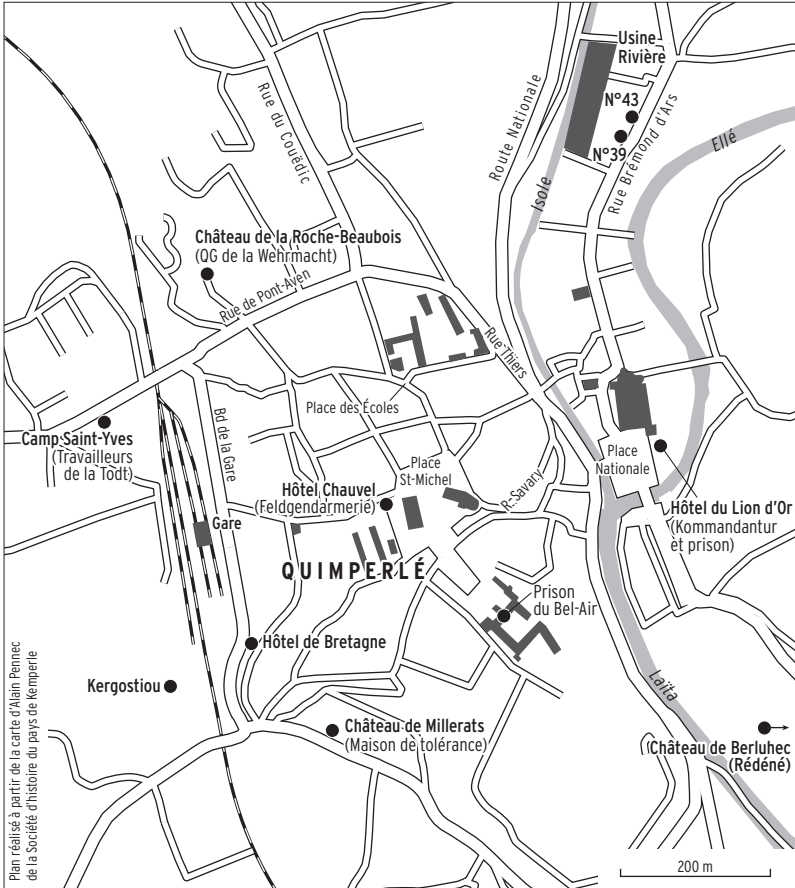 Usine
Rivière
N°43
N°39
Rue Brémond d'Ars
Ellé
Route Nationale
Isole
Rue du Couëdic
Château de la Roche-Beaubois
(QG de la Wehrmacht)
Rue de Pont-Aven
Rue Thiers
Place des Écoles
Camp Saint-Yves
(Travailleurs
de la Todt)
Bd de la Gare
Place
St-Michel
Place
Nationale
Hôtel Chauvel
(Feldgendarmerie)
R. Savary
Hôtel du Lion d'Or
(Kommandantur
et prison)
Gare
QUIMPERLÉ
Prison
du Bel-Air
Hôtel de Bretagne
Kergostiou
Laïta
Château de Millerats
(Maison de tolérance)
Château de Berluhec
(Rédéné)
200 m
Plan réalisé à partir de la carte d'Alain Pennec
de la Société d'histoire du pays de Kemperle